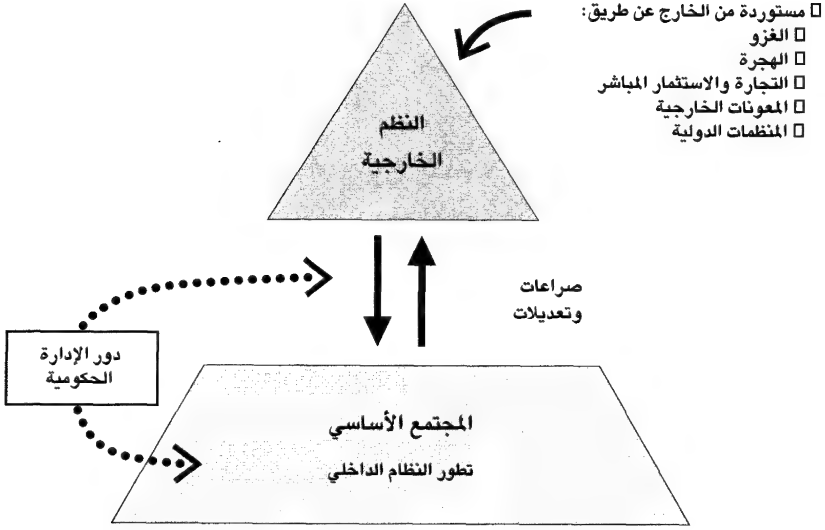 ▯ مستوردة من الخارج عن طريق:
▯ الغزو
▯ الهجرة
▯ التجارة والاستثمار المباشر
▯ المعونات الخارجية
▯ المنظمات الدولية
النظم
الخارجية
صراعات
وتعديلات
دور الإدارة
الحكومية
المجتمع الأساسي
تطور النظام الداخلي